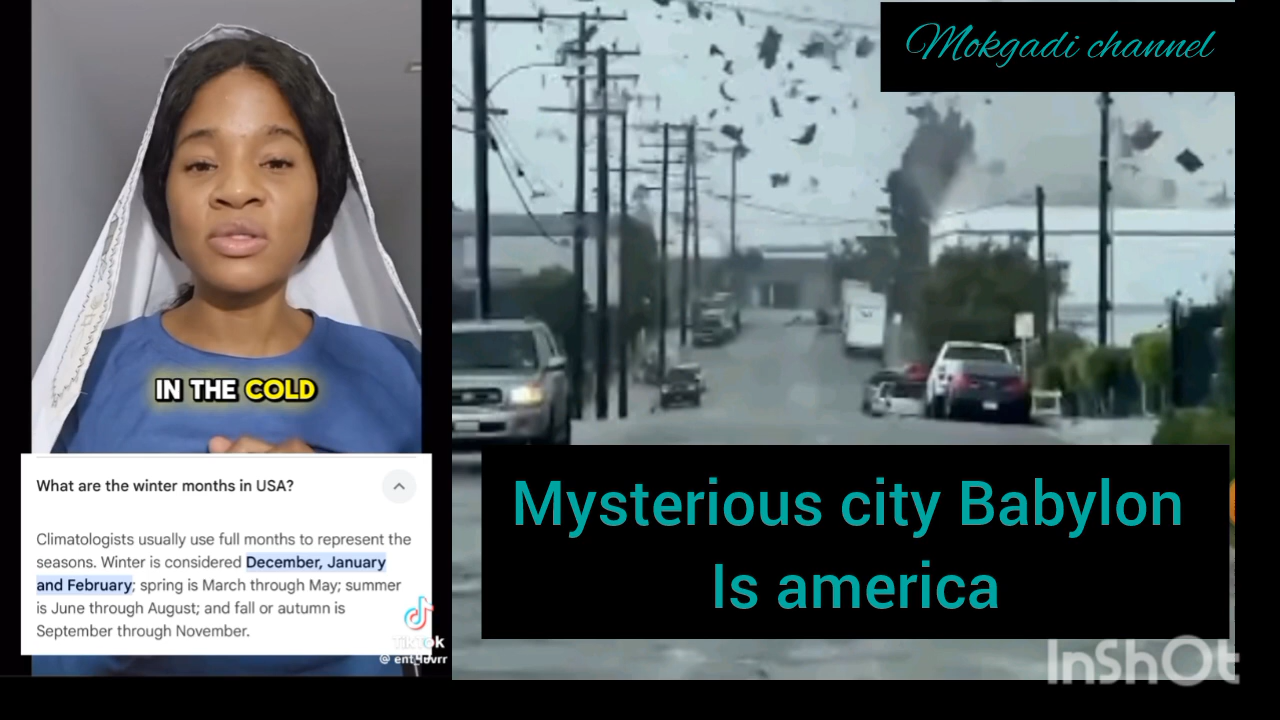 Mokgadi channel
IN THE COLD
What are the winter months in USA?
Climatologists usually use full months to represent the
seasons. Winter is considered December, January
and February; spring is March through May; summer
is June through August; and fall or autumn is
September through November.
TikTok
Mysterious city Babylon
Is america
InShOt